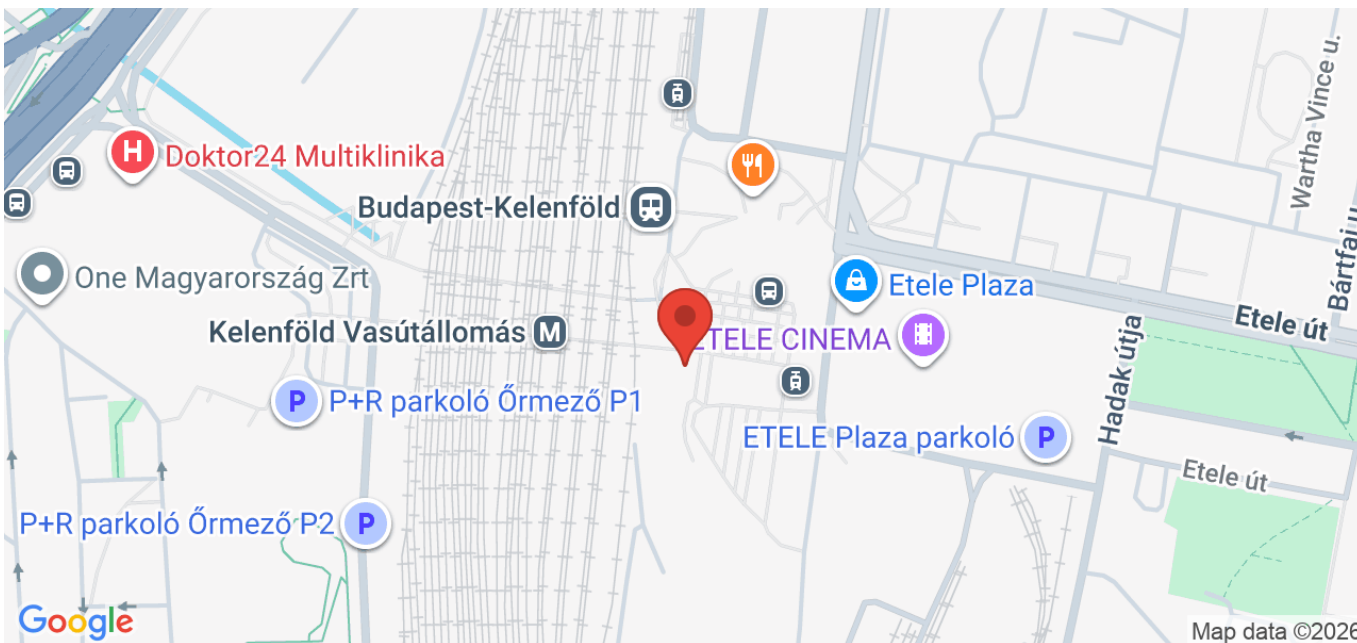 Wartha Vince u.
H Doktor24 Multiklinika
Budapest-Kelenföld
One Magyarország Zrt
Etele Plaza
Bártfai u
Etele út
Kelenföld Vasútállomás M
ETELE CINEMA
Hadak útja
P P+R parkoló Őrmező P1
ETELE Plaza parkoló P
Etele út
P+R parkoló Őrmező P2 P
Google
Map data ©2026